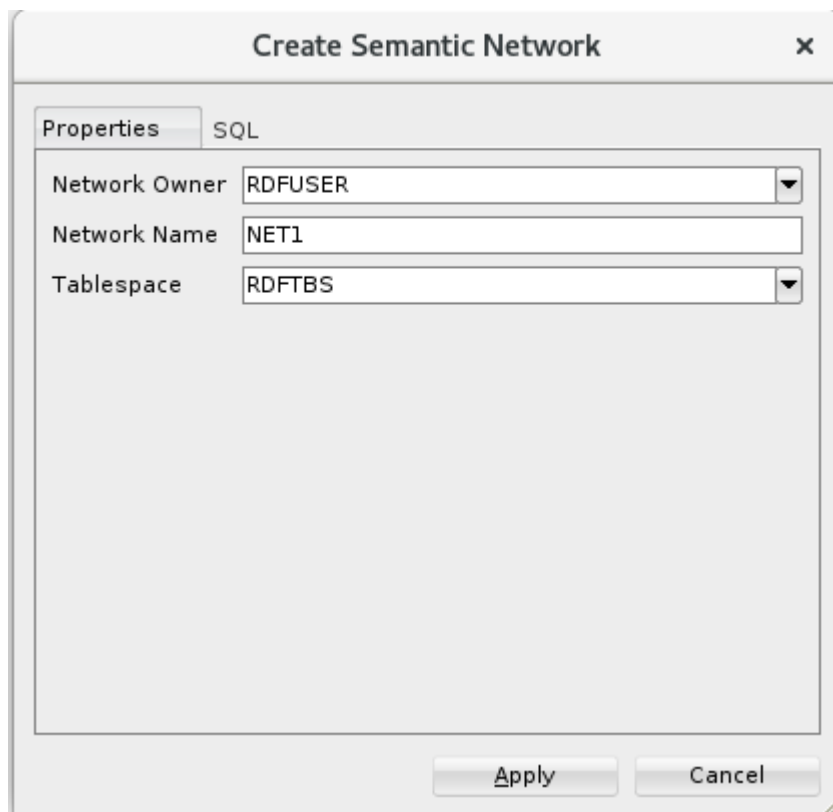 Create Semantic Network
Properties SQL
Network Owner RDFUSER
Network Name NET1
Tablespace RDFTBS
Apply Cancel